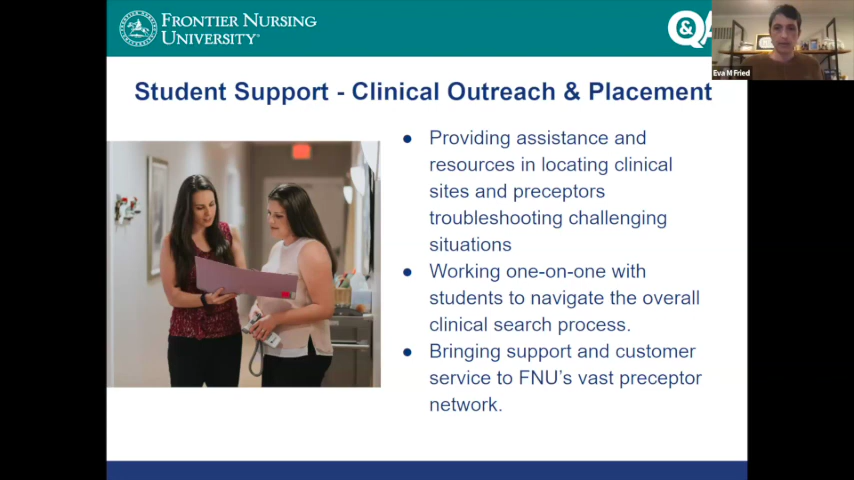 FRONTIER NURSING
UNIVERSITY
Q&A
Eva M Fried
Student Support - Clinical Outreach & Placement
● Providing assistance and
resources in locating clinical
sites and preceptors
troubleshooting challenging
situations
● Working one-on-one with
students to navigate the overall
clinical search process.
● Bringing support and customer
service to FNU's vast preceptor
network.